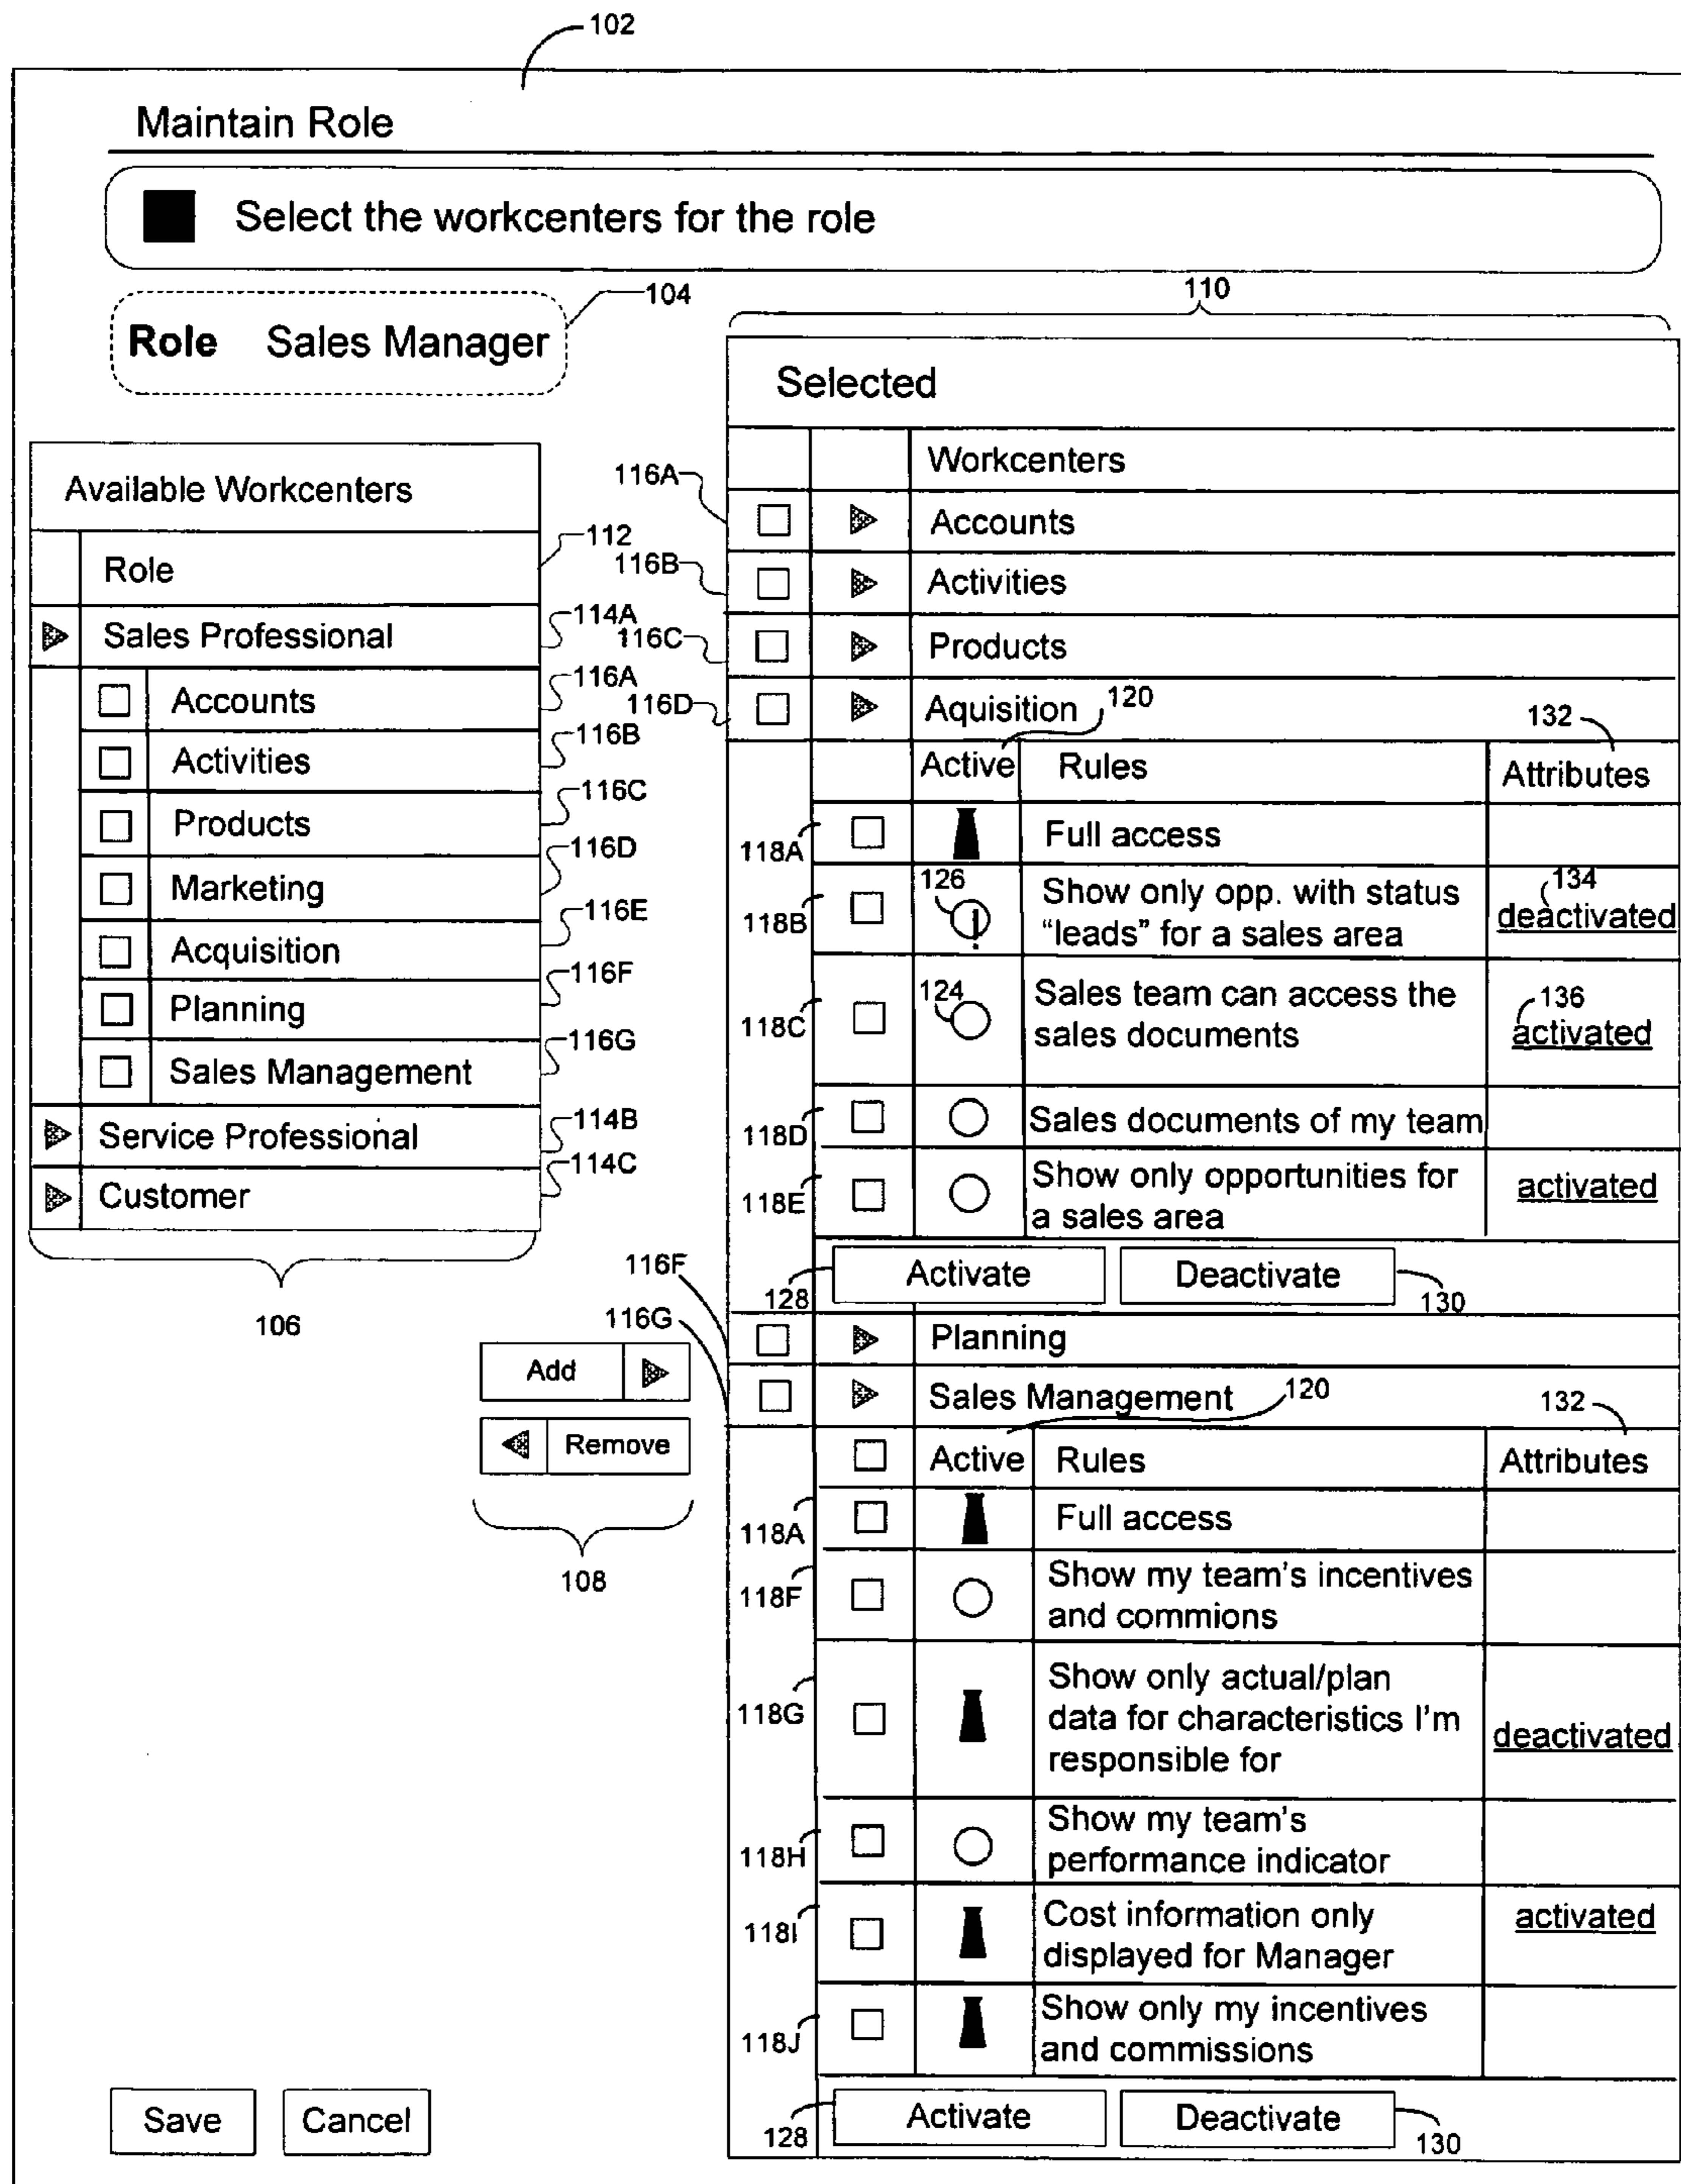 102
Maintain Role
Select the workcenters for the role
104
Role Sales Manager
110
Selected
Available Workcenters
112
Role
114A
Sales Professional
116A
Accounts
116B
Activities
116C
Products
116D
Marketing
116E
Acquisition
116F
Planning
116G
Sales Management
114B
Service Professional
114C
Customer
106
Add
Remove
108
Workcenters
116A
Accounts
116B
Activities
116C
Products
116D
Aquisition
120
132
Active Rules Attributes
118A
Full access
118B
126
Show only opp. with status
“leads” for a sales area
134
deactivated
118C
124
Sales team can access the
sales documents
136
activated
118D
Sales documents of my team
118E
Show only opportunities for
a sales area
activated
128
Activate
Deactivate
130
116F
Planning
116G
Sales Management
120
132
Active Rules Attributes
118A
Full access
118F
Show my team's incentives
and commions
118G
Show only actual/plan
data for characteristics I'm
responsible for
deactivated
118H
Show my team's
performance indicator
118I
Cost information only
displayed for Manager
activated
118J
Show only my incentives
and commissions
128
Activate
Deactivate
130
Save
Cancel